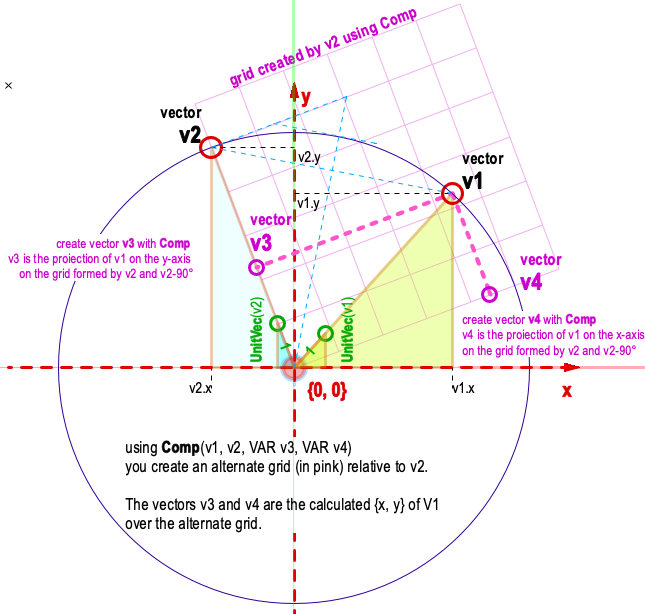 grid created by v2 using Comp
×
y
vector
v2
v2.y
vector
v1
v1.y
vector
v3
create vector v3 with Comp
v3 is the proiection of v1 on the y-axis
on the grid formed by v2 and v2-90°
vector
v4
create vector v4 with Comp
v4 is the proiection of v1 on the x-axis
on the grid formed by v2 and v2-90°
UnitVec(v2)
UnitVec(v1)
1
1
v2.x
{0, 0}
v1.x
x
using Comp(v1, v2, VAR v3, VAR v4)
you create an alternate grid (in pink) relative to v2.
The vectors v3 and v4 are the calculated {x, y} of V1
over the alternate grid.